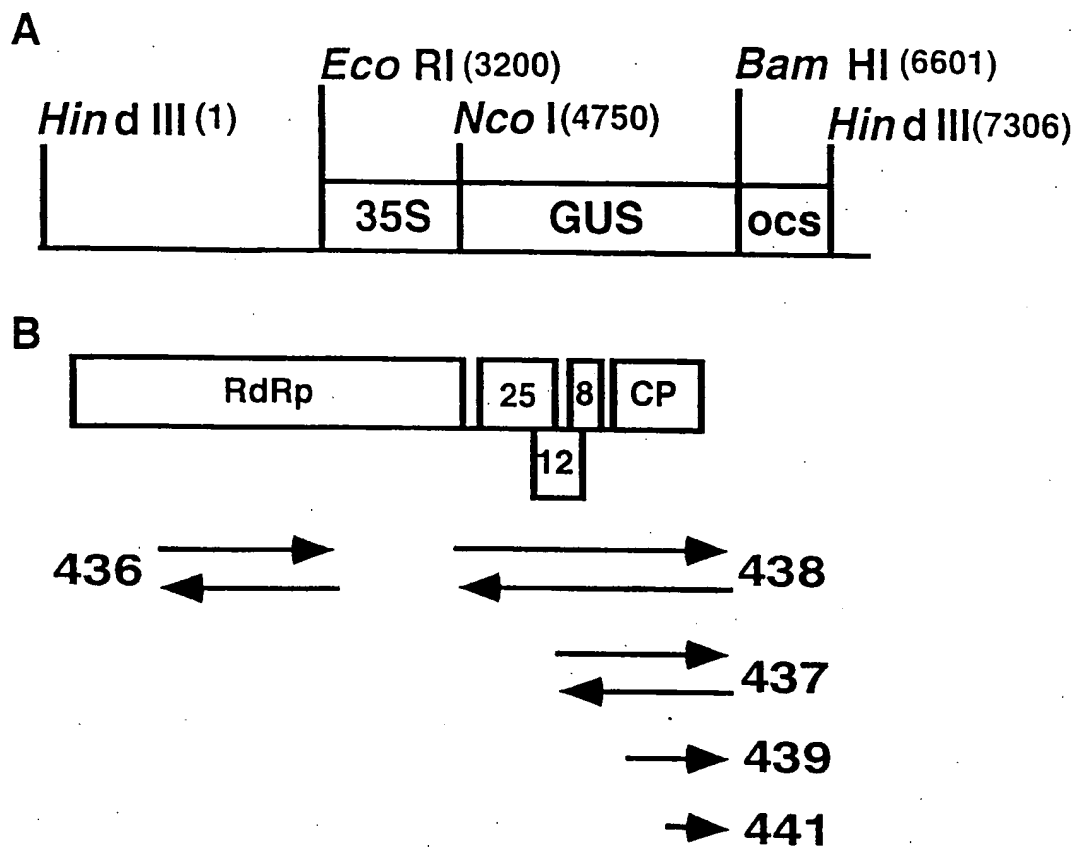 A
Hind III (1)
Eco RI (3200)
Nco I(4750)
Bam HI (6601)
Hind III(7306)
35S
GUS
ocs
B
RdRp
25
8
CP
12
436
438
437
439
441